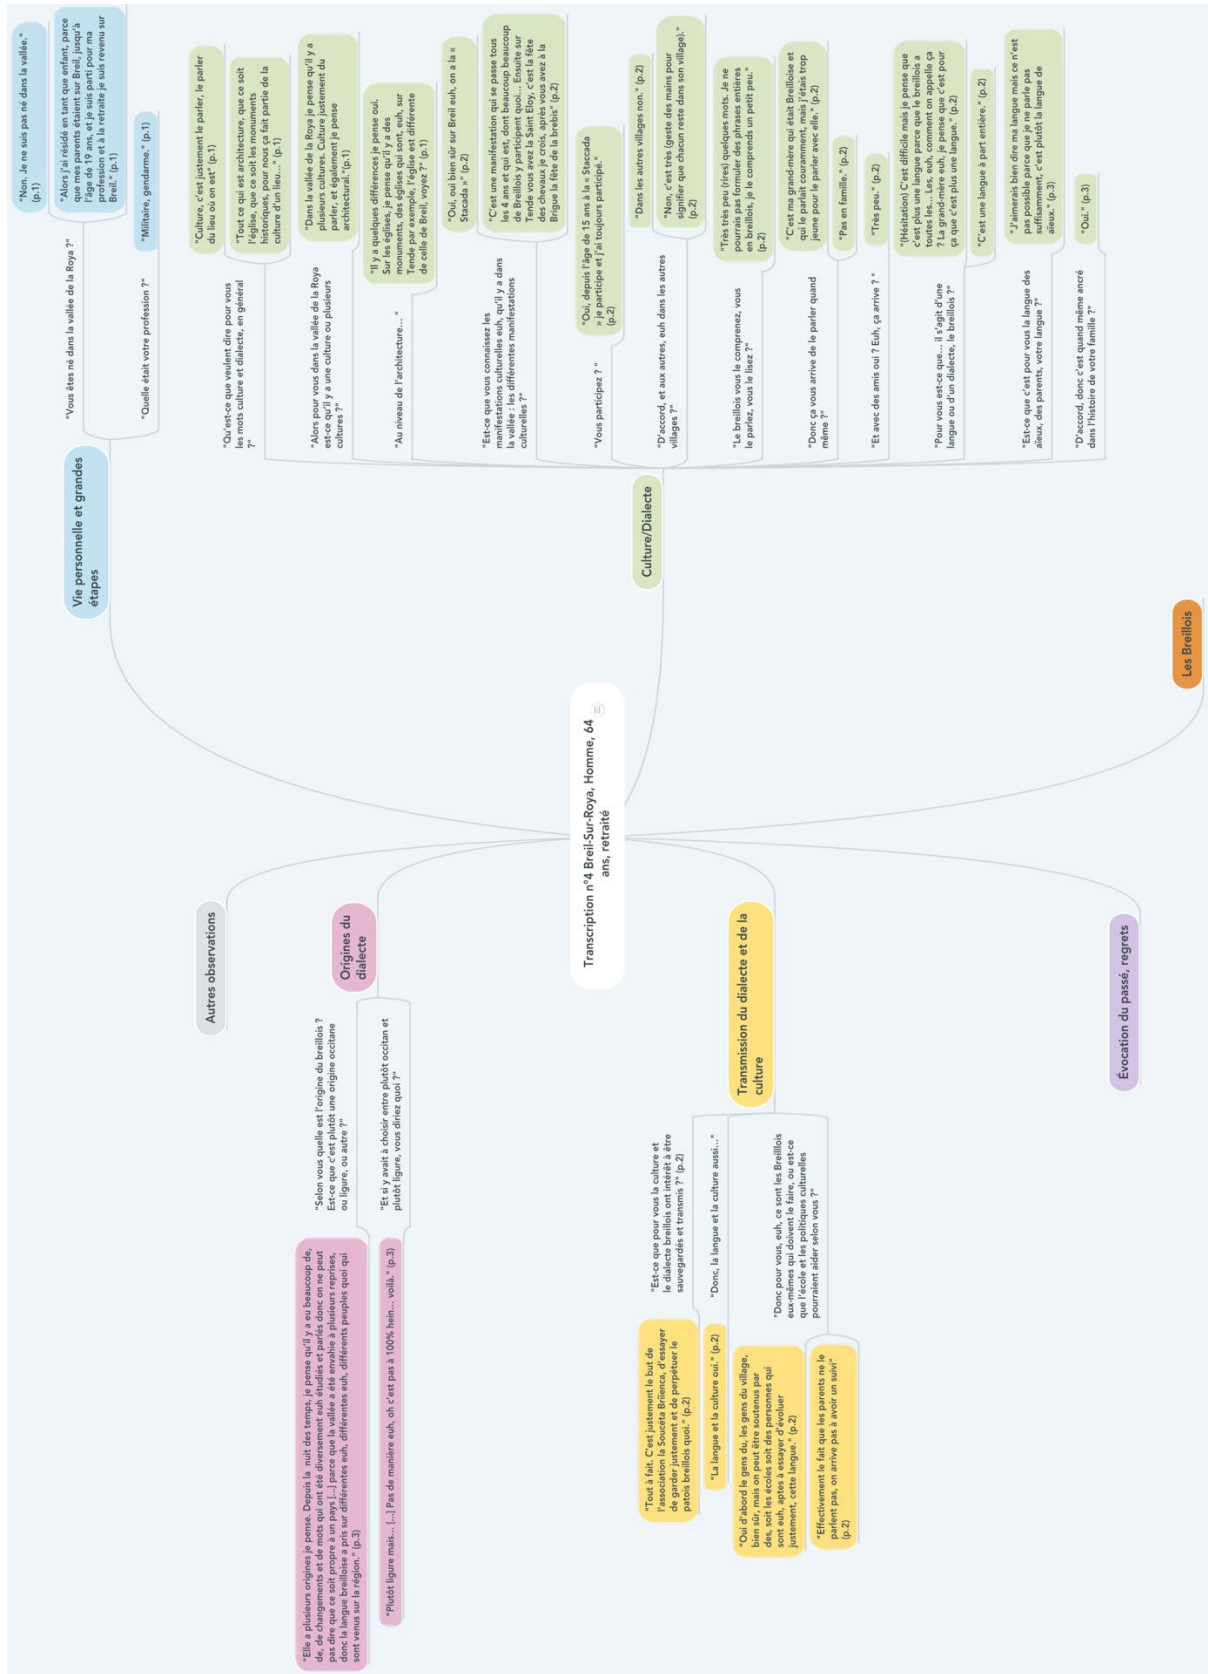 Transcription n°4 Breil-Sur-Roya, Homme, 64
ans, retraité
Vie personnelle et grandes
étapes
"Vous êtes né dans la vallée de la Roya ?"
"Non. Je ne suis pas né dans la vallée."
(p.1)
"Alors j'ai résidé en tant que enfant, parce
que mes parents étaient sur Breil, jusqu'à
l'âge de 19 ans, et je suis parti pour ma
profession et à la retraite je suis revenu sur
Breil." (p.1)
"Quelle était votre profession ?"
"Militaire, gendarme." (p.1)
Culture/Dialecte
"Qu'est-ce que veulent dire pour vous
les mots culture et dialecte, en général
?"
"Culture, c'est justement le parler, le parler
du lieu où on est" (p.1)
"Tout ce qui est architecture, que ce soit
l'église, que ce soit les monuments
historiques, pour nous ça fait partie de la
culture d'un lieu..." (p.1)
"Alors pour vous dans la vallée de la Roya
est-ce qu'il y a une culture ou plusieurs
cultures ?"
"Dans la vallée de la Roya je pense qu'il y a
plusieurs cultures. Culture justement du
parler, et également je pense
architectural."(p.1)
"Au niveau de l'architecture... "
"Il y a quelques différences je pense oui.
Sur les églises, je pense qu'il y a des
monuments, des églises qui sont, euh, sur
Tende par exemple, l'église est différente
de celle de Breil, voyez ?" (p.1)
"Est-ce que vous connaissez les
manifestations culturelles euh, qu'il y a dans
la vallée : les différentes manifestations
culturelles ?"
"Oui, oui bien sûr sur Breil euh, on a la «
Stacada »" (p.2)
"C'est une manifestation qui se passe tous
les 4 ans et qui est, dont beaucoup beaucoup
de Breillois y participent quoi... Ensuite sur
Tende vous avez la Saint Eloy, c'est la fête
des chevaux je crois, après vous avez à la
Brigue la fête de la brebis" (p.2)
"Vous participez ? "
"Oui, depuis l'âge de 15 ans à la « Staccada
» je participe et j'ai toujours participé."
(p.2)
"D'accord, et aux autres, euh dans les autres
villages ?"
"Dans les autres villages non." (p.2)
"Non, c'est très (geste des mains pour
signifier que chacun reste dans son village)."
(p.2)
"Le breillois vous le comprenez, vous
le parlez, vous le lisez ?"
"Très très peu (rires) quelques mots. Je ne
pourrais pas formuler des phrases entières
en breillois, je le comprends un petit peu."
(p.2)
"Donc ça vous arrive de le parler quand
même ?"
"C'est ma grand-mère qui était Breilloise et
qui le parlait couramment, mais j'étais trop
jeune pour le parler avec elle." (p.2)
"Pas en famille." (p.2)
"Et avec des amis oui ? Euh, ça arrive ? "
"Très peu." (p.2)
"Pour vous est-ce que... il s'agit d'une
langue ou d'un dialecte, le breillois ?"
"(Hésitation) C'est difficile mais je pense que
c'est plus une langue parce que le breillois a
toutes les... Les, euh, comment on appelle ça
? La grand-mère euh, je pense que c'est pour
ça que c'est plus une langue." (p.2)
"C'est une langue à part entière." (p.2)
"Est-ce que c'est pour vous la langue des
aïeux, des parents, votre langue ?"
"J'aimerais bien dire ma langue mais ce n'est
pas possible parce que je ne parle pas
suffisamment, c'est plutôt la langue de
aïeux." (p.3)
"D'accord, donc c'est quand même ancré
dans l'histoire de votre famille ?"
"Oui." (p.3)
Les Breillois
Autres observations
Origines du
dialecte
"Selon vous quelle est l'origine du breillois ?
Est-ce que c'est plutôt une origine occitane
ou ligure, ou autre ?"
"Elle a plusieurs origines je pense. Depuis la  nuit des temps, je pense qu'il y a eu beaucoup de,
de, de changements et de mots qui ont été diversement euh étudiés et parlés donc on ne peut
pas dire que ce soit propre à un pays [...] parce que la vallée a été envahie à plusieurs reprises,
donc la langue breilloise a pris sur différentes euh, différentes euh, différents peuples quoi qui
sont venus sur la région." (p.3)
"Et si y avait à choisir entre plutôt occitan et
plutôt ligure, vous diriez quoi ?"
"Plutôt ligure mais... [...] Pas de manière euh, oh c'est pas à 100% hein... voilà." (p.3)
Transmission du dialecte et de la
culture
"Est-ce que pour vous la culture et
le dialecte breillois ont intérêt à être
sauvegardés et transmis ?" (p.2)
"Tout à fait. C'est justement le but de
l'association la Soucéta Briienca, d'essayer
de garder justement et de perpétuer le
patois breillois quoi." (p.2)
"Donc, la langue et la culture aussi..."
"La langue et la culture oui." (p.2)
"Donc pour vous, euh, ce sont les Breilllois
eux-mêmes qui doivent le faire, ou est-ce
que l'école et les politiques culturelles
pourraient aider selon vous ?"
"Oui d'abord le gens du, les gens du village,
bien sûr, mais on peut être soutenus par
des, soit les écoles soit des personnes qui
sont euh, aptes à essayer d'évoluer
justement, cette langue." (p.2)
"Effectivement le fait que les parents ne le
parlent pas, on arrive pas à avoir un suivi"
(p.2)
Évocation du passé, regrets